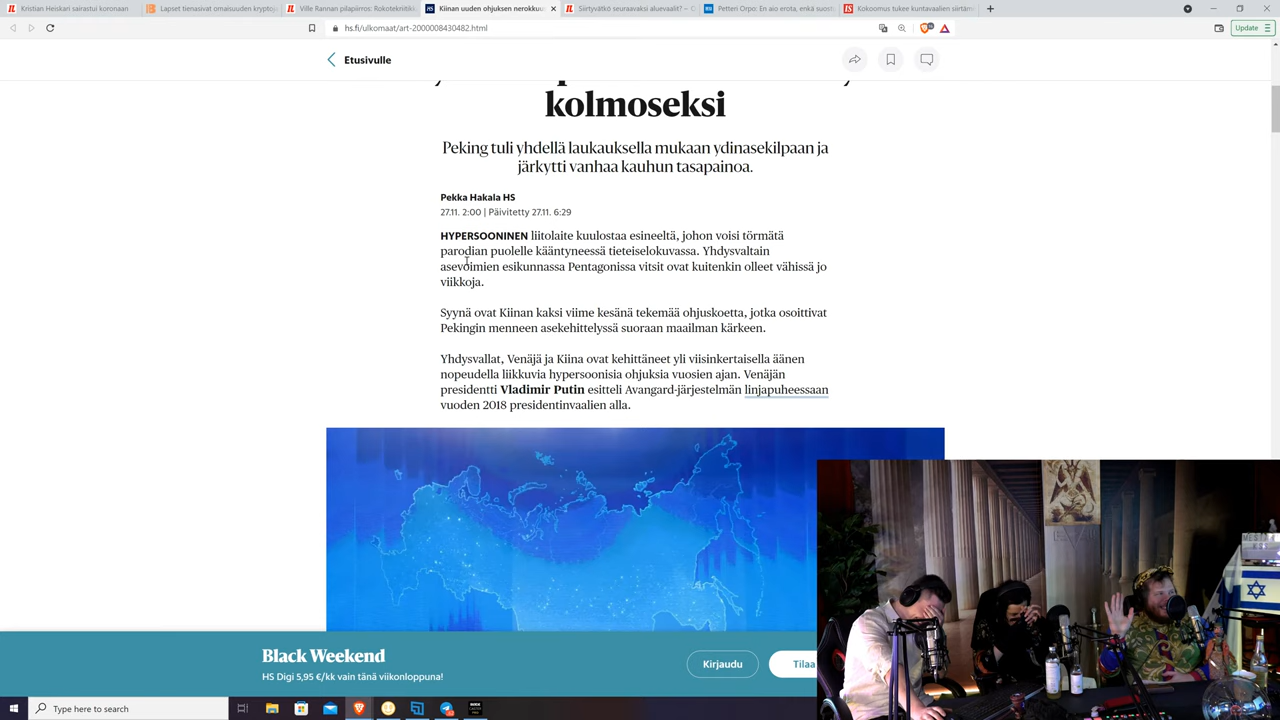 Kristian Heiskari sairastui koronaan
Lapset tienasivat omaisuuden kryptoj
Ville Rannan pilapiirros: Rokotekriitikk
Kiinan uuden ohjuksen nerokkuu
Siirtyvätkö seuraavaksi aluevaalit? –
Petteri Orpo: En aio erota, enkä suost
Kokoomus tukee kuntavaalien siirtämi
hs.fi/ulkomaat/art-2000008430482.html
Update
Etusivulle
kolmoseksi
Peking tuli yhdellä laukauksella mukaan ydinasekilpaan ja
järkytti vanhaa kauhun tasapainoa.
Pekka Hakala HS
27.11. 2:00 | Päivitetty 27.11. 6:29
HYPERSOONINEN liitolaite kuulostaa esineeltä, johon voisi törmätä
parodian puolelle kääntyneessä tieteiselokuvassa. Yhdysvaltain
asevoimien esikunnassa Pentagonissa vitsit ovat kuitenkin olleet vähissä jo
viikkoja.
Syynä ovat Kiinan kaksi viime kesänä tekemää ohjuskoetta, jotka osoittivat
Pekingin menneen asekehittelyssä suoraan maailman kärkeen.
Yhdysvallat, Venäjä ja Kiina ovat kehittäneet yli viisinkertaisella äänen
nopeudella liikkuvia hypersoonisia ohjuksia vuosien ajan. Venäjän
presidentti Vladimir Putin esitteli Avangard-järjestelmän linjapuheessaan
vuoden 2018 presidentinvaalien alla.
Black Weekend
HS Digi 5,95 €/kk vain tänä viikonloppuna!
Kirjaudu
Tilaa
Type here to search